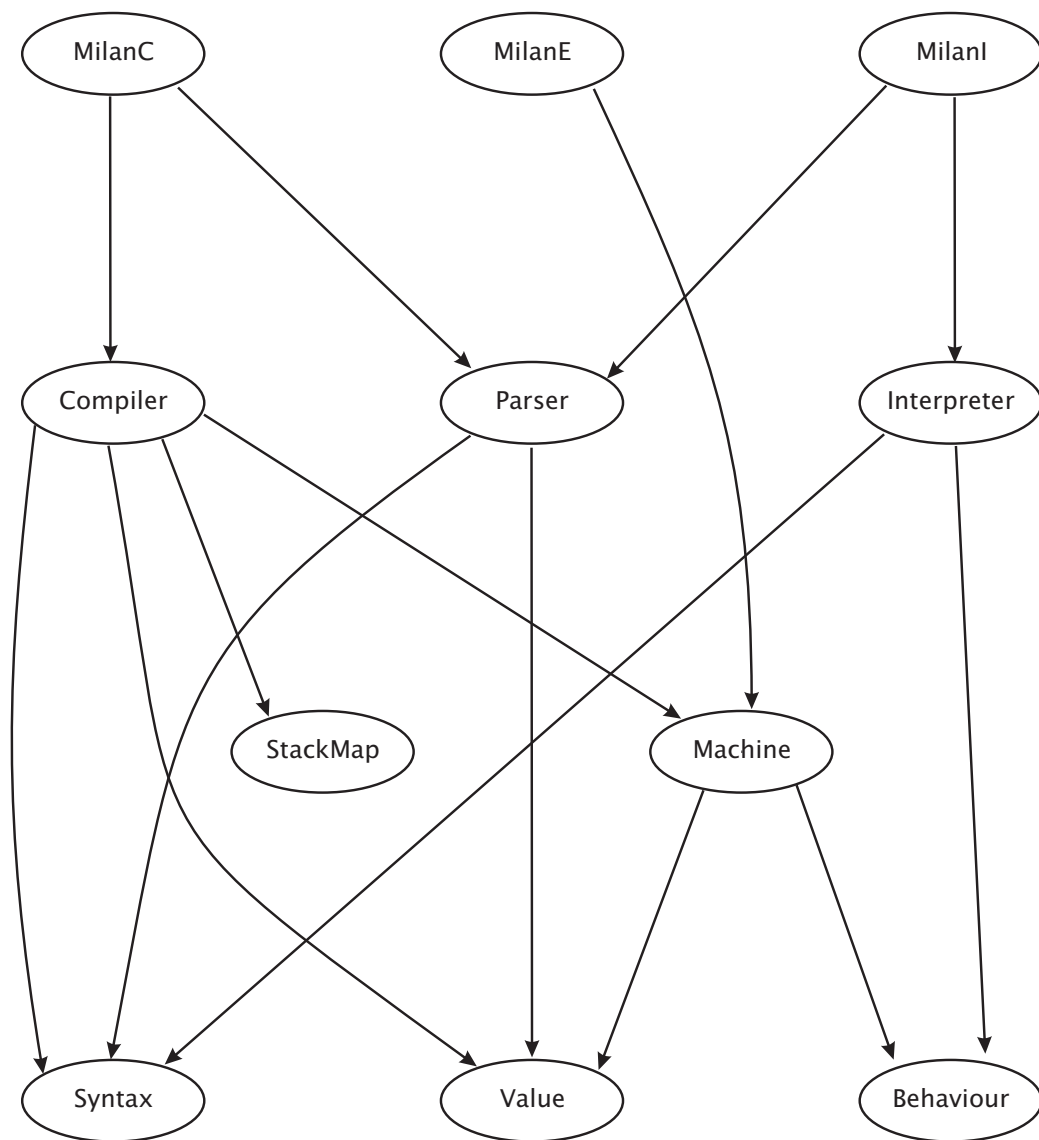 MilanC
MilanE
MilanI
Compiler
Parser
Interpreter
StackMap
Machine
Syntax
Value
Behaviour